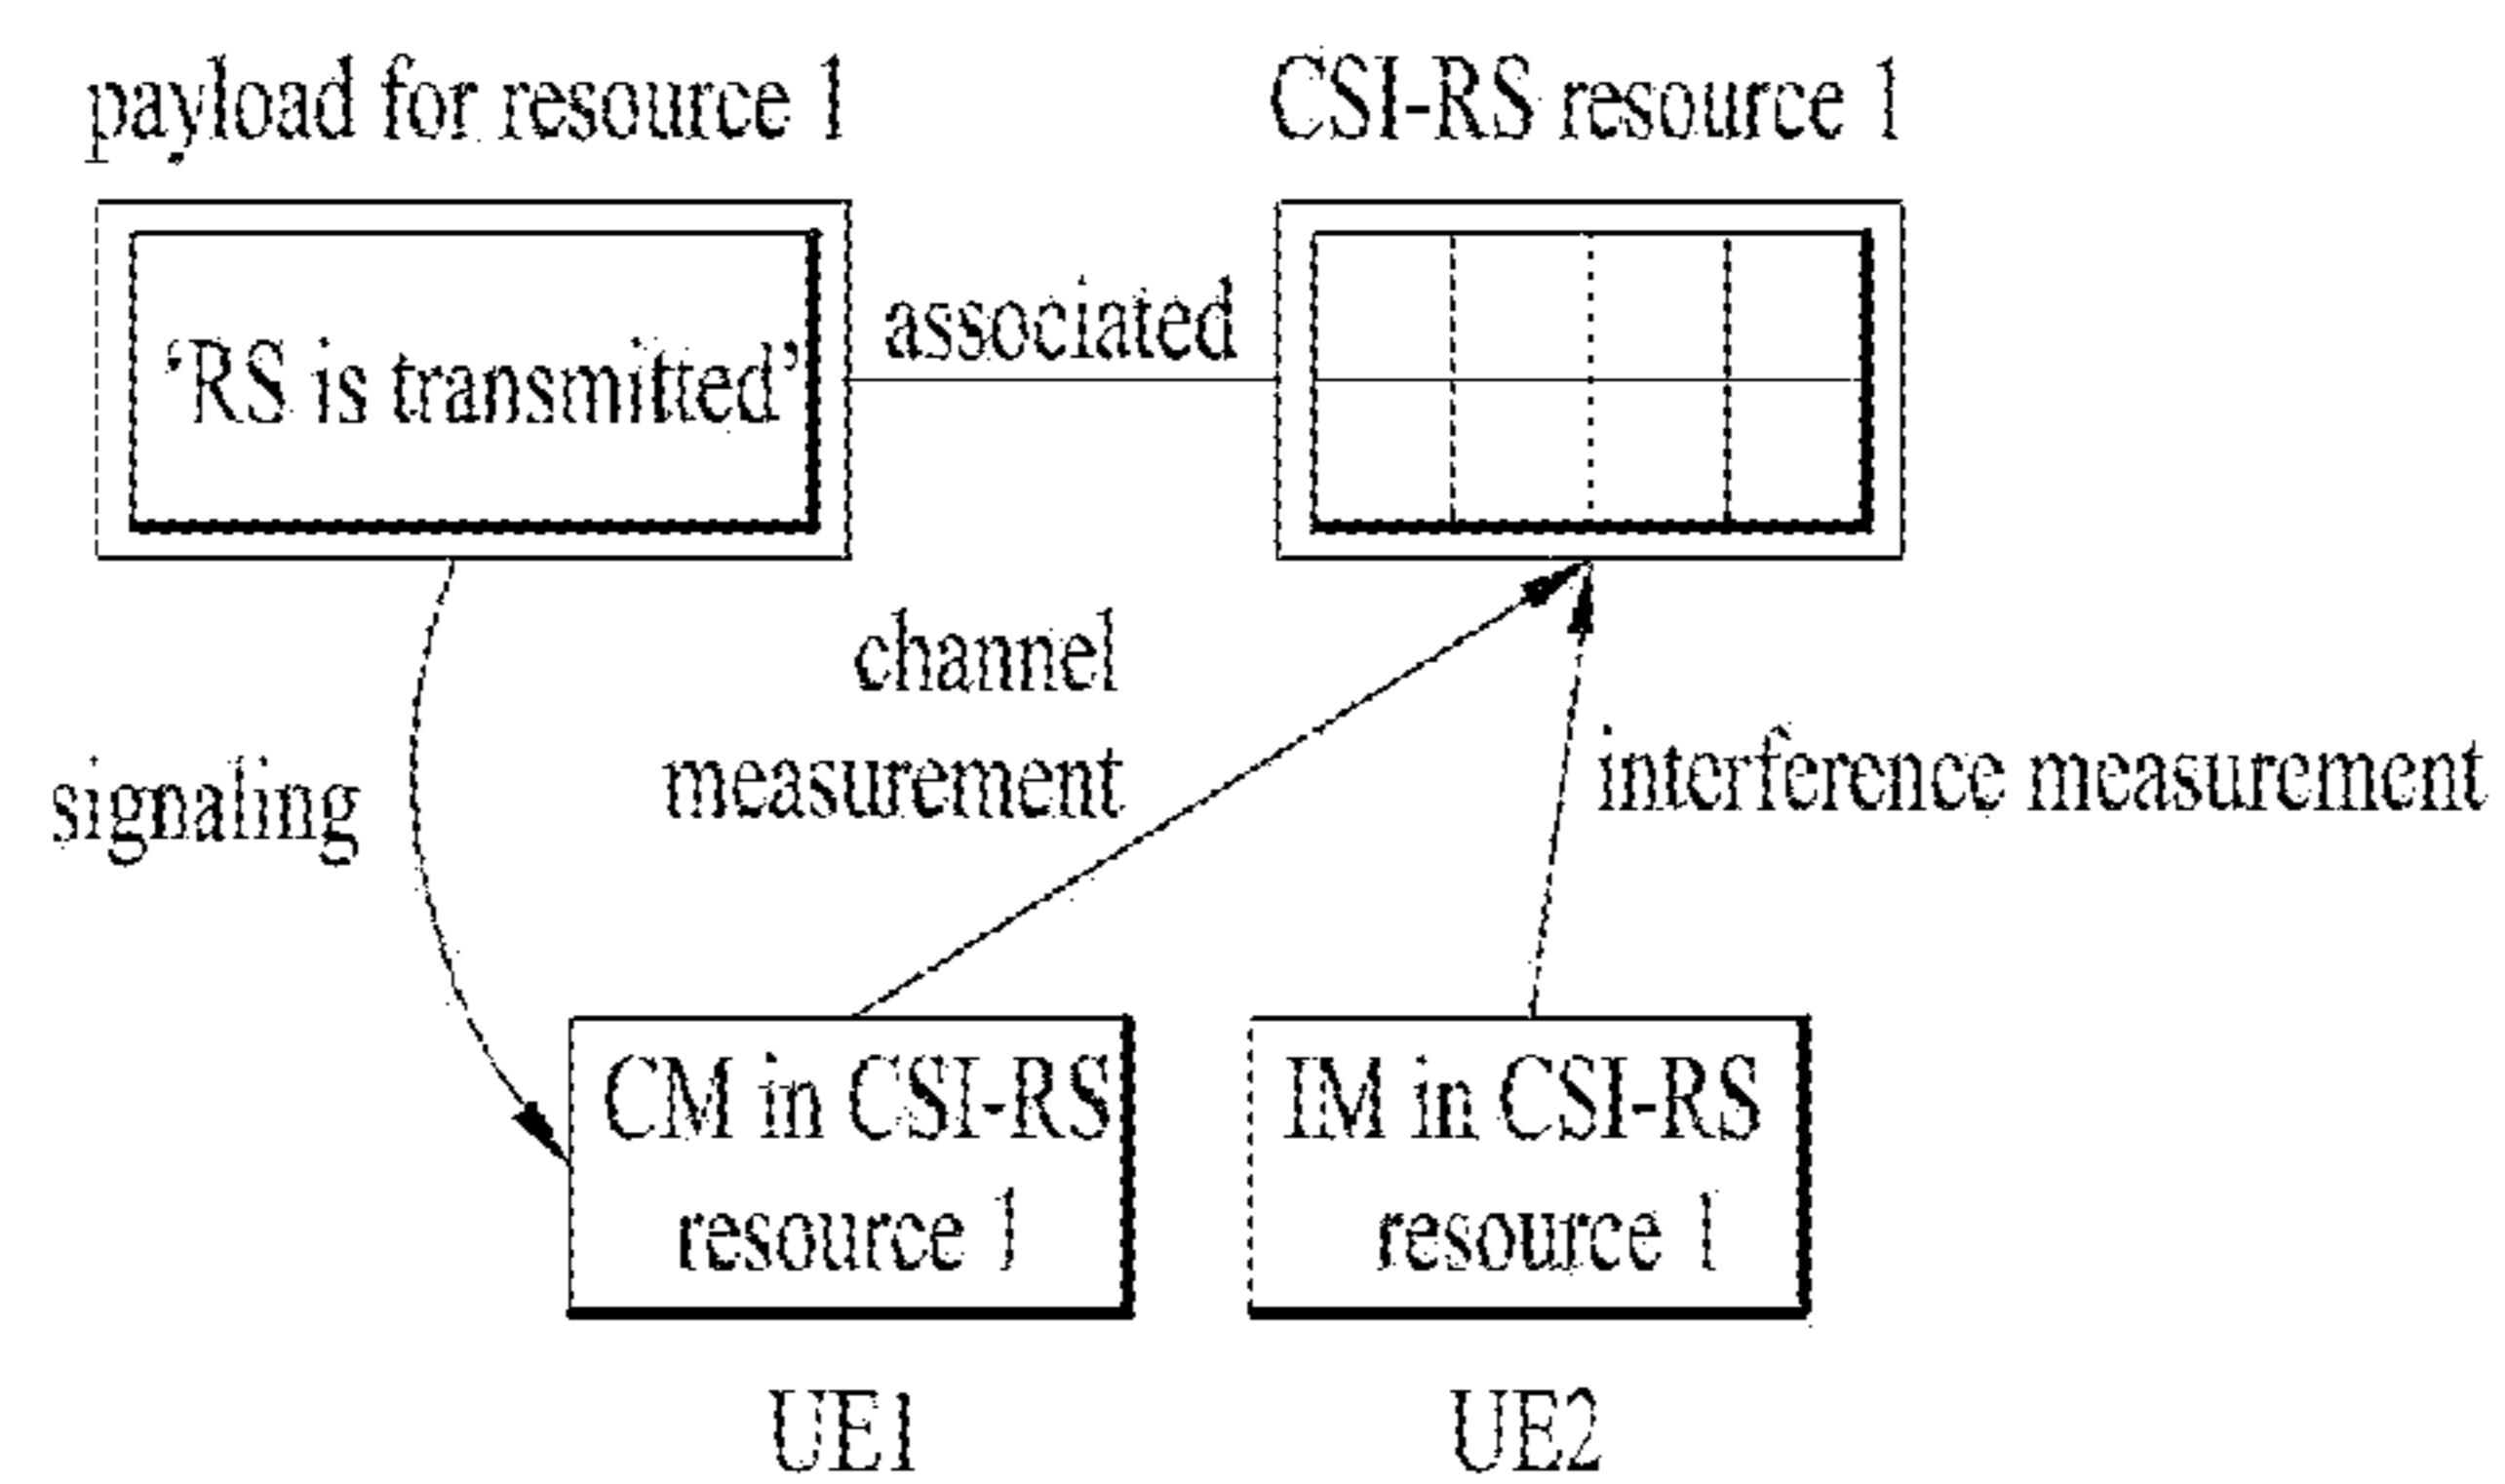 payload for resource 1
CSI-RS resource 1
‘RS is transmitted’
associated
channel
measurement
signaling
interference measurement
CM in CSI-RS
resource 1
IM in CSI-RS
resource 1
UE1
UE2